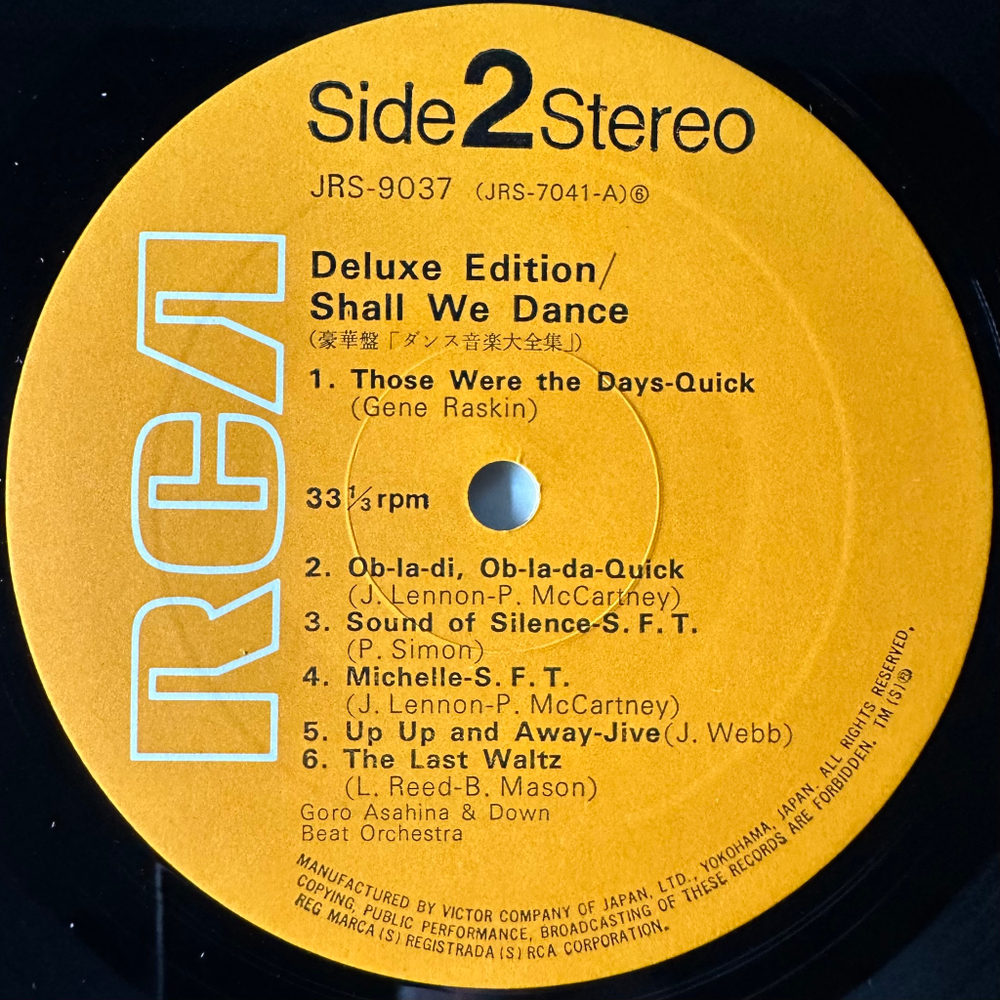 Side 2 Stereo
JRS-9037 (JRS-7041-A)⑥
RCA
Deluxe Edition/
Shall We Dance
(豪華盤「ダンス音楽大全集」)
1. Those Were the Days-Quick
(Gene Raskin)
33 1/3 rpm
2. Ob-la-di, Ob-la-da-Quick
(J. Lennon-P. McCartney)
3. Sound of Silence-S. F. T.
(P. Simon)
4. Michelle-S. F. T.
(J. Lennon-P. McCartney)
5. Up Up and Away-Jive (J. Webb)
6. The Last Waltz
(L. Reed-B. Mason)
Goro Asahina & Down
Beat Orchestra
MANUFACTURED BY VICTOR COMPANY OF JAPAN, LTD., YOKOHAMA, JAPAN. ALL RIGHTS RESERVED.
COPYING, PUBLIC PERFORMANCE, BROADCASTING OF THESE RECORDS ARE FORBIDDEN. TM (S)®
REG MARCA (S) REGISTRADA (S) RCA CORPORATION.